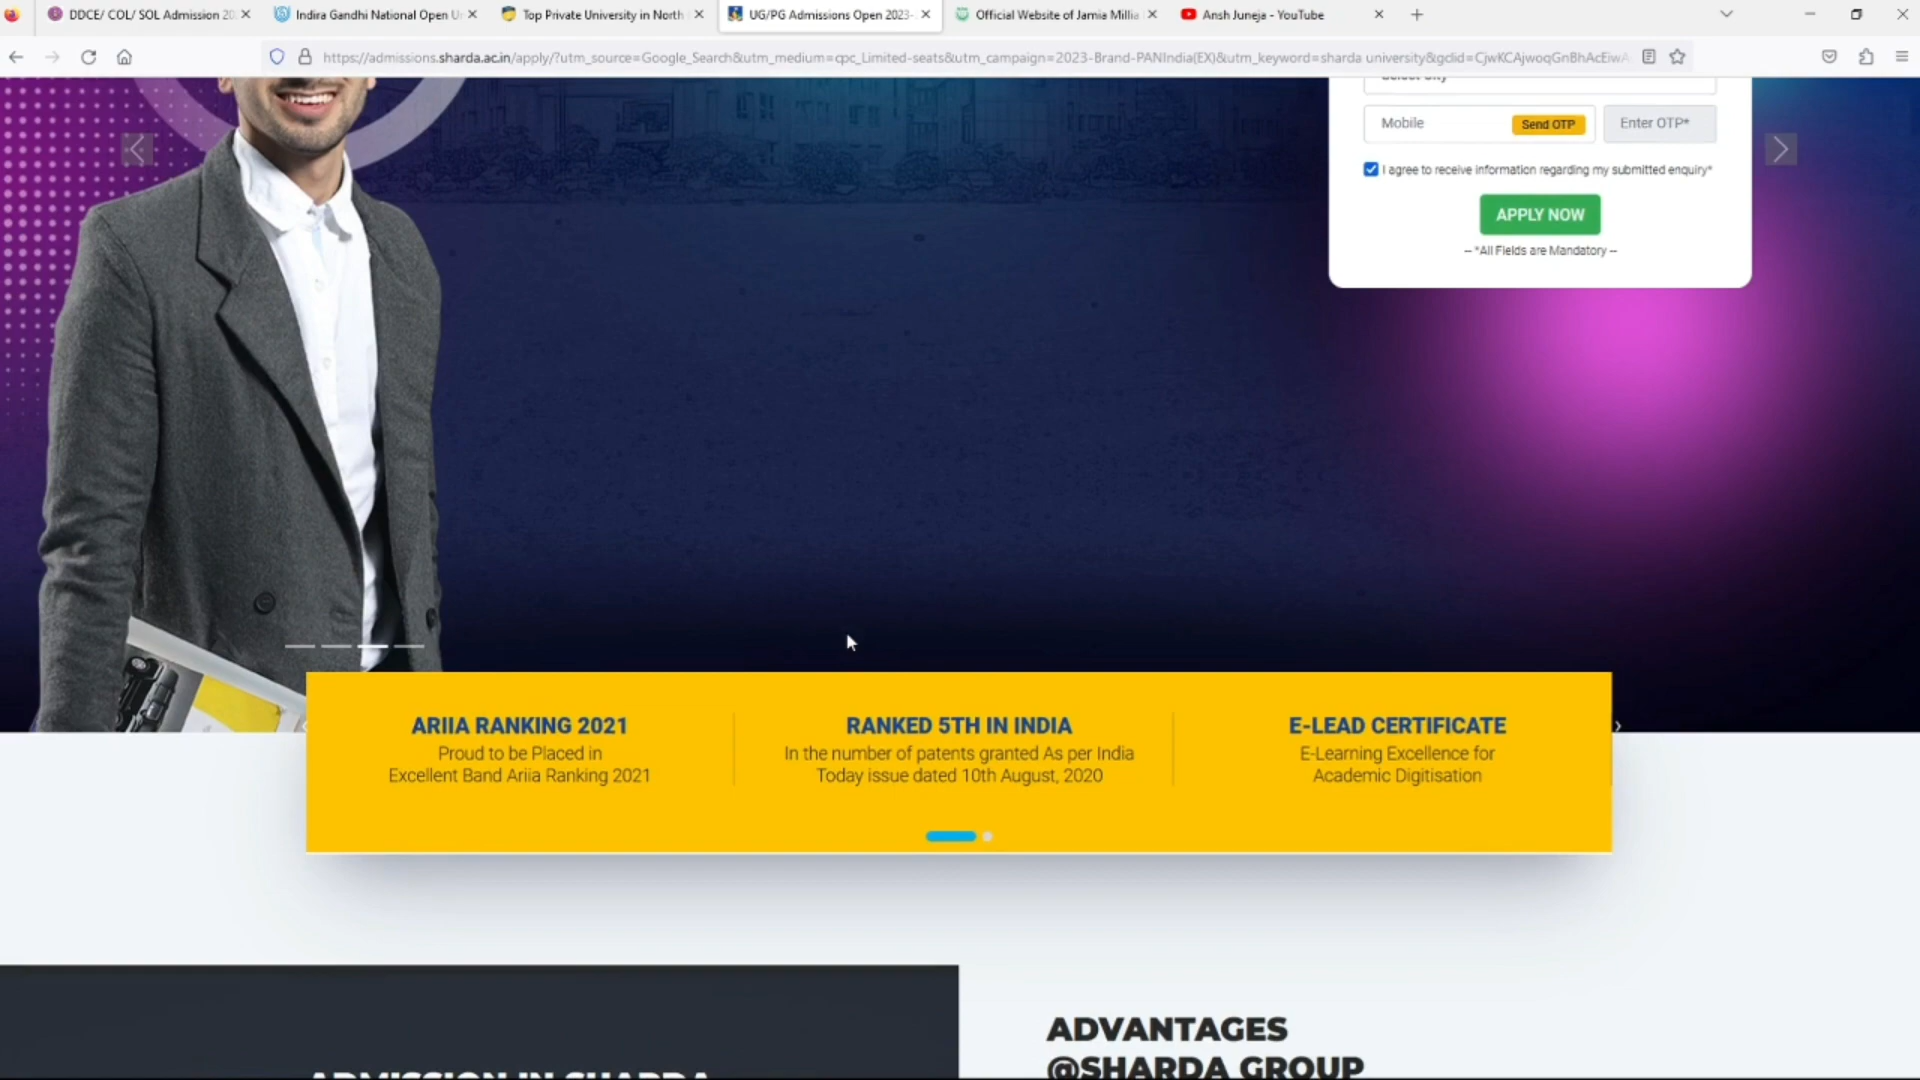 DDCE/ COL/ SOL Admission 20
Indira Gandhi National Open U
Top Private University in North
UG/PG Admissions Open 2023-
Official Website of Jamia Millia
Ansh Juneja - YouTube
https://admissions.sharda.ac.in/apply/?utm_source=Google_Search&utm_medium=cpc_Limited-seats&utm_campaign=2023-Brand-PANIndia(EX)&utm_keyword=sharda university&gclid=CjwKCAjwoqGnBhAcEiwA
Select City
Mobile
Send OTP
Enter OTP*
I agree to receive information regarding my submitted enquiry*
APPLY NOW
-- *All Fields are Mandatory --
ARIIA RANKING 2021
Proud to be Placed in
Excellent Band Ariia Ranking 2021
RANKED 5TH IN INDIA
In the number of patents granted As per India
Today issue dated 10th August, 2020
E-LEAD CERTIFICATE
E-Learning Excellence for
Academic Digitisation
ADMISSION IN SHARDA
ADVANTAGES
@SHARDA GROUP